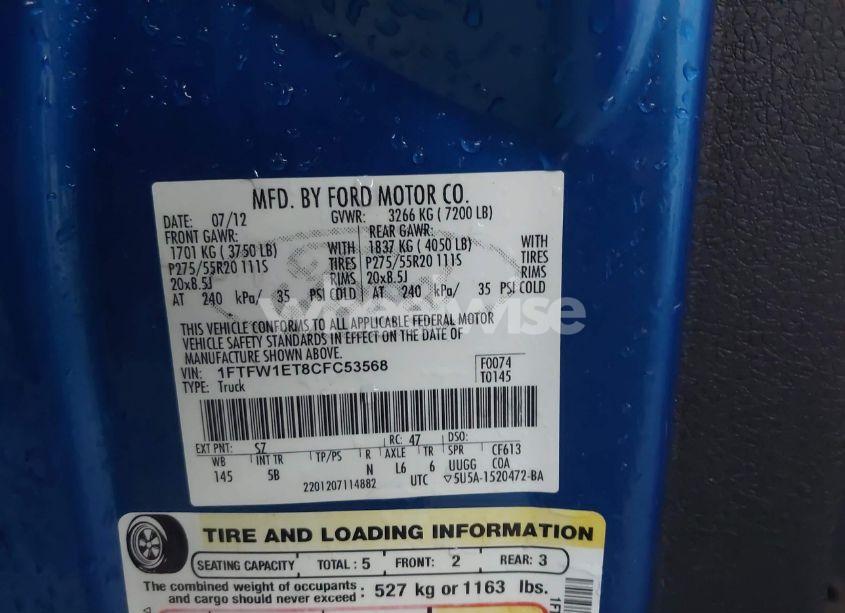 MFD. BY FORD MOTOR CO.
DATE: 07/12 GVWR: 3266 KG ( 7200 LB)
FRONT GAWR: REAR GAWR:
1701 KG ( 3750 LB) WITH 1837 KG ( 4050 LB) WITH
P275/55R20 111S TIRES P275/55R20 111S TIRES
20x8.5J RIMS 20x8.5J RIMS
AT 240 kPa/ 35 PSI COLD AT 240 kPa/ 35 PSI COLD
THIS VEHICLE CONFORMS TO ALL APPLICABLE FEDERAL MOTOR
VEHICLE SAFETY STANDARDS IN EFFECT ON THE DATE OF
MANUFACTURE SHOWN ABOVE.
VIN: 1FTFW1ET8CFC53568 F0074
TYPE: Truck T0145
EXT PNT: SZ RC: 47 DSO:
WB INT TR TP/PS R AXLE TR SPR CF613
145 5B N L6 6 UUGG COA
2201207114882 UTC ▽5U5A-1520472-BA
TIRE AND LOADING INFORMATION
SEATING CAPACITY TOTAL : 5 FRONT: 2 REAR: 3
The combined weight of occupants
and cargo should never exceed : 527 kg or 1163 lbs.